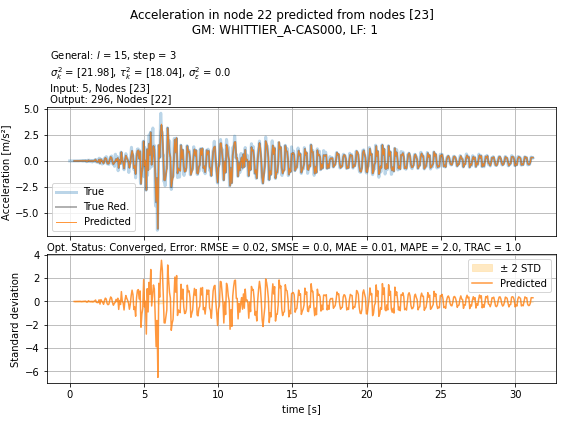 Acceleration in node 22 predicted from nodes [23]
GM: WHITTIER_A-CAS000, LF: 1
General: l = 15, step = 3
σ²ₖ = [21.98], τ²ₖ = [18.04], σ²ε = 0.0
Input: 5, Nodes [23]
Output: 296, Nodes [22]
Acceleration [m/s²]
5.0
2.5
0.0
−2.5
−5.0
True
True Red.
Predicted
Opt. Status: Converged, Error: RMSE = 0.02, SMSE = 0.0, MAE = 0.01, MAPE = 2.0, TRAC = 1.0
Standard deviation
4
2
0
−2
−4
−6
± 2 STD
Predicted
0 5 10 15 20 25 30
time [s]